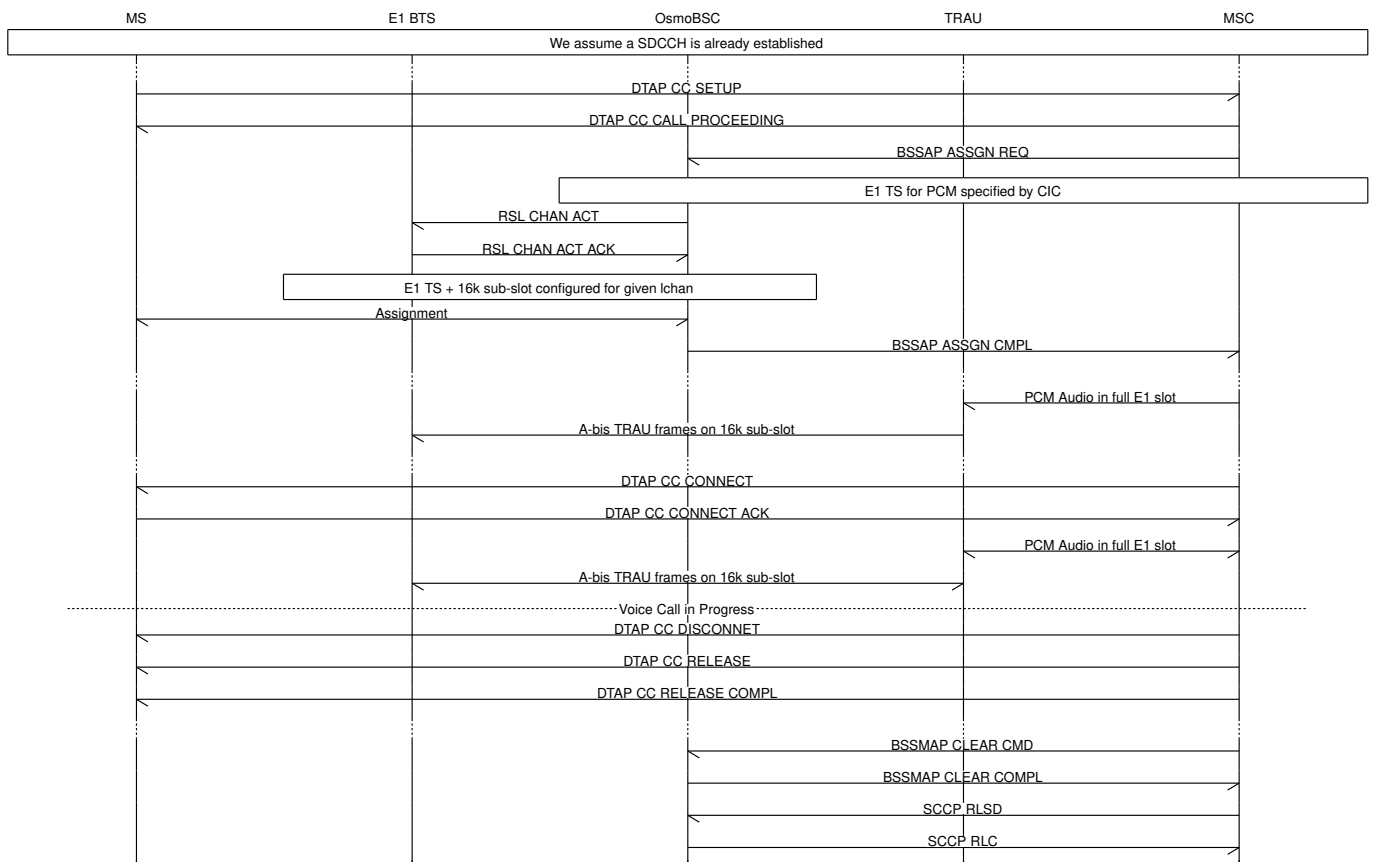 MS E1 BTS OsmoBSC TRAU MSC
We assume a SDCCH is already established
DTAP CC SETUP
DTAP CC CALL PROCEEDING
BSSAP ASSGN REQ
E1 TS for PCM specified by CIC
RSL CHAN ACT
RSL CHAN ACT ACK
E1 TS + 16k sub-slot configured for given lchan
Assignment
BSSAP ASSGN CMPL
PCM Audio in full E1 slot
A-bis TRAU frames on 16k sub-slot
DTAP CC CONNECT
DTAP CC CONNECT ACK
PCM Audio in full E1 slot
A-bis TRAU frames on 16k sub-slot
Voice Call in Progress
DTAP CC DISCONNET
DTAP CC RELEASE
DTAP CC RELEASE COMPL
BSSMAP CLEAR CMD
BSSMAP CLEAR COMPL
SCCP RLSD
SCCP RLC